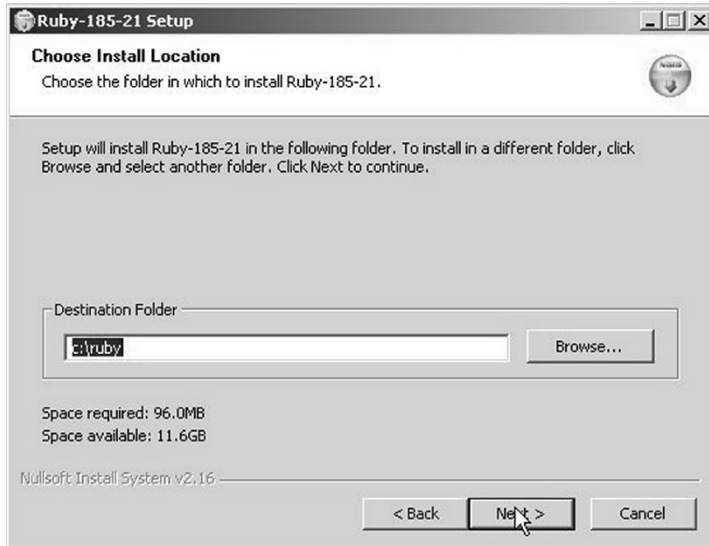 Ruby-185-21 Setup
Choose Install Location
Choose the folder in which to install Ruby-185-21.
Setup will install Ruby-185-21 in the following folder. To install in a different folder, click
Browse and select another folder. Click Next to continue.
Destination Folder
c:\ruby
Browse...
Space required: 96.0MB
Space available: 11.6GB
Nullsoft Install System v2.16
< Back
Next >
Cancel